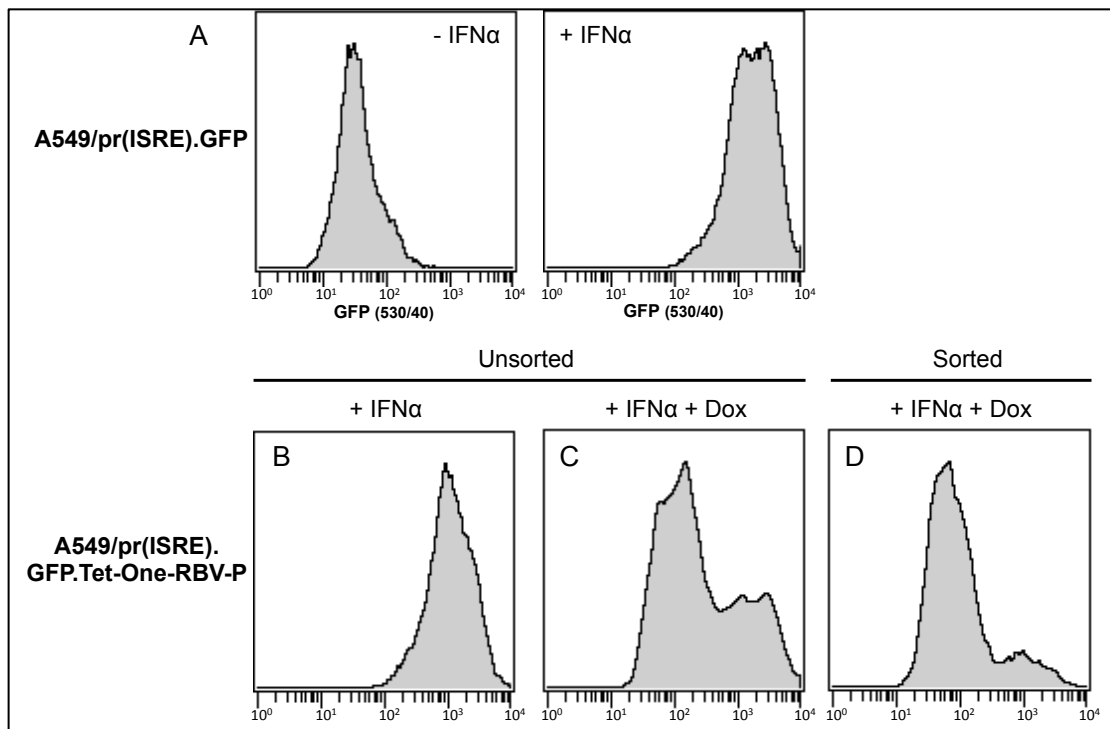 A
- IFNα
+ IFNα
A549/pr(ISRE).GFP
10⁰ 10¹ 10² 10³ 10⁴
GFP (530/40)
10⁰ 10¹ 10² 10³ 10⁴
GFP (530/40)
Unsorted
Sorted
+ IFNα
+ IFNα + Dox
+ IFNα + Dox
B
C
D
A549/pr(ISRE).
GFP.Tet-One-RBV-P
10⁰ 10¹ 10² 10³ 10⁴
10⁰ 10¹ 10² 10³ 10⁴
10⁰ 10¹ 10² 10³ 10⁴